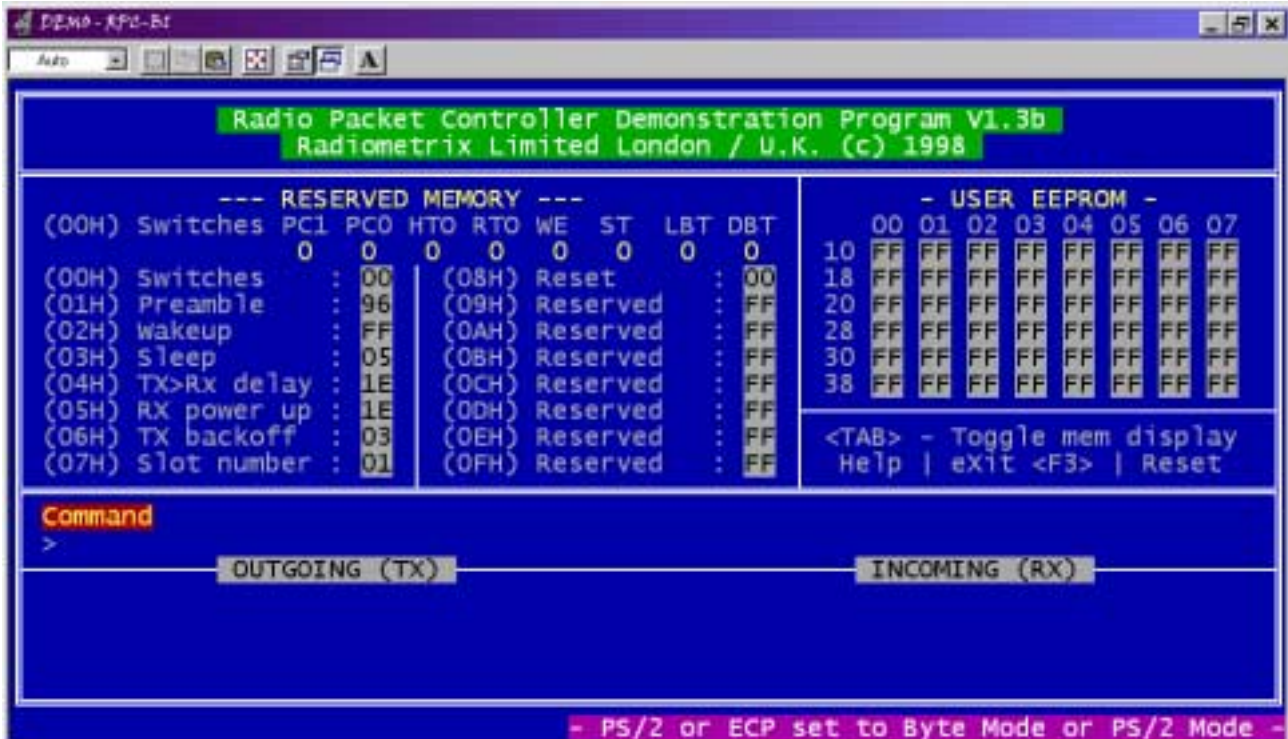 DEMO-RPC-BI
Auto
A
Radio Packet Controller Demonstration Program V1.3b
Radiometrix Limited London / U.K. (c) 1998
--- RESERVED MEMORY ---
(00H) Switches PC1 PC0 HTO RTO WE ST LBT DBT
0 0 0 0 0 0 0 0
(00H) Switches : 00 (08H) Reset : 00
(01H) Preamble : 96 (09H) Reserved : FF
(02H) Wakeup : FF (0AH) Reserved : FF
(03H) Sleep : 05 (0BH) Reserved : FF
(04H) TX>Rx delay : 1E (0CH) Reserved : FF
(05H) RX power up : 1E (0DH) Reserved : FF
(06H) TX backoff : 03 (0EH) Reserved : FF
(07H) Slot number : 01 (0FH) Reserved : FF
- USER EEPROM -
00 01 02 03 04 05 06 07
10 FF FF FF FF FF FF FF FF
18 FF FF FF FF FF FF FF FF
20 FF FF FF FF FF FF FF FF
28 FF FF FF FF FF FF FF FF
30 FF FF FF FF FF FF FF FF
38 FF FF FF FF FF FF FF FF
<TAB> - Toggle mem display
Help | eXit <F3> | Reset
Command
>
OUTGOING (TX) INCOMING (RX)
- PS/2 or ECP set to Byte Mode or PS/2 Mode -